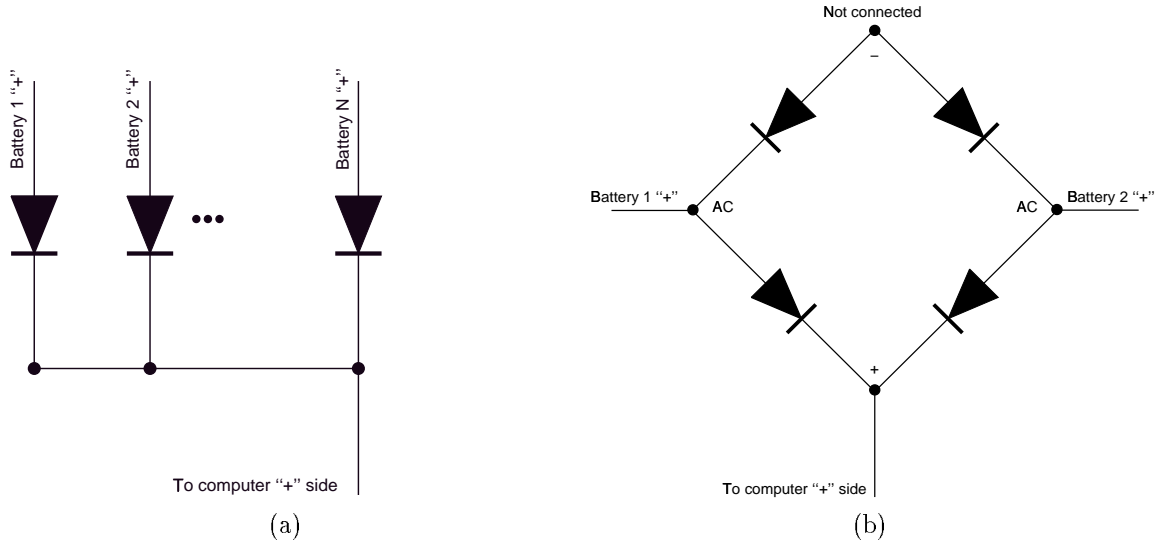 Battery 1 “+”
Battery 2 “+”
Battery N “+”
To computer “+” side
(a)
Not connected
−
Battery 1 “+”
AC
AC
Battery 2 “+”
+
To computer “+” side
(b)